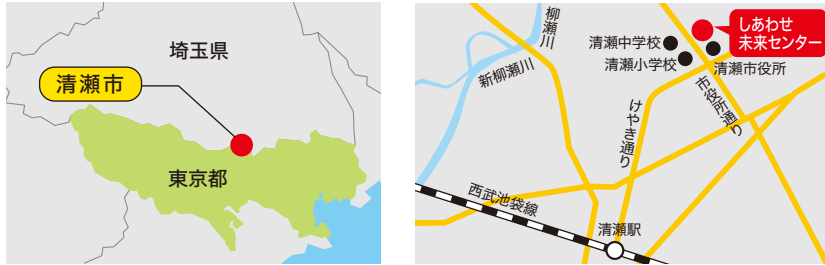 埼玉県
清瀬市
東京都
柳瀬川
新柳瀬川
清瀬中学校
清瀬小学校
しあわせ
未来センター
清瀬市役所
市役所通り
けやき通り
西武池袋線
清瀬駅